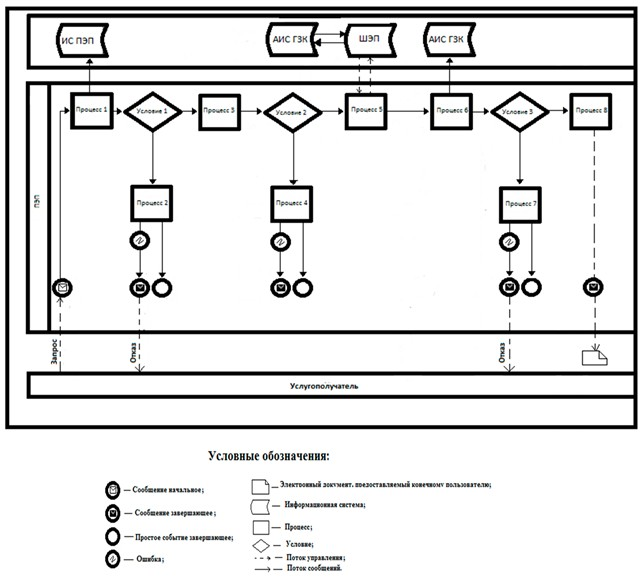 ИС ПЭП
АИС ГЗК
ШЭП
АИС ГЗК
ПЭП
Процесс 1
Условие 1
Процесс 3
Условие 2
Процесс 5
Процесс 6
Условие 3
Процесс 8
Процесс 2
Процесс 4
Процесс 7
Запрос
Отказ
Отказ
Услугополучатель
Условные обозначения:
— Сообщение начальное;
— Сообщение завершающее;
— Простое событие завершающее;
— Ошибка;
— Электронный документ, предоставляемый конечному пользователю;
— Информационная система;
— Процесс;
— Условие;
— Поток управления;
— Поток сообщений.